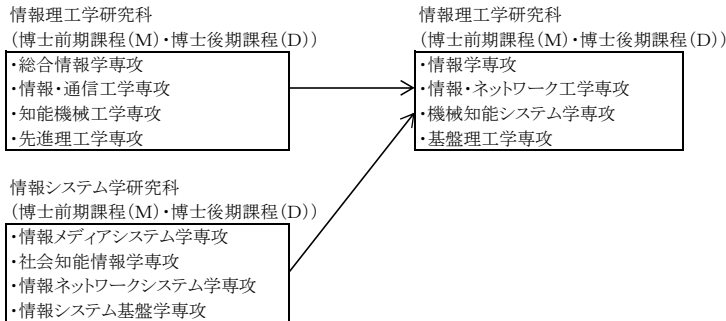 情報理工学研究科
(博士前期課程(M)・博士後期課程(D))
・総合情報学専攻
・情報・通信工学専攻
・知能機械工学専攻
・先進理工学専攻
情報システム学研究科
(博士前期課程(M)・博士後期課程(D))
・情報メディアシステム学専攻
・社会知能情報学専攻
・情報ネットワークシステム学専攻
・情報システム基盤学専攻
情報理工学研究科
(博士前期課程(M)・博士後期課程(D))
・情報学専攻
・情報・ネットワーク工学専攻
・機械知能システム学専攻
・基盤理工学専攻